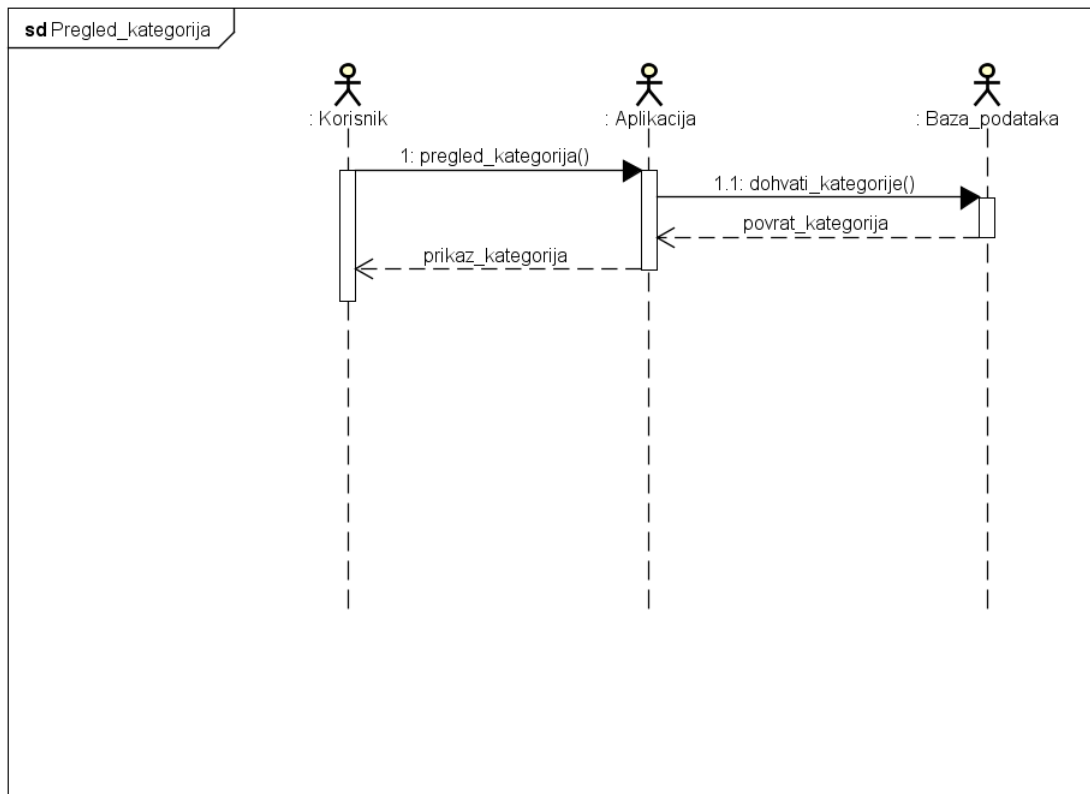 sd Pregled_kategorija
: Korisnik
: Aplikacija
: Baza_podataka
1: pregled_kategorija()
1.1: dohvati_kategorije()
povrat_kategorija
prikaz_kategorija